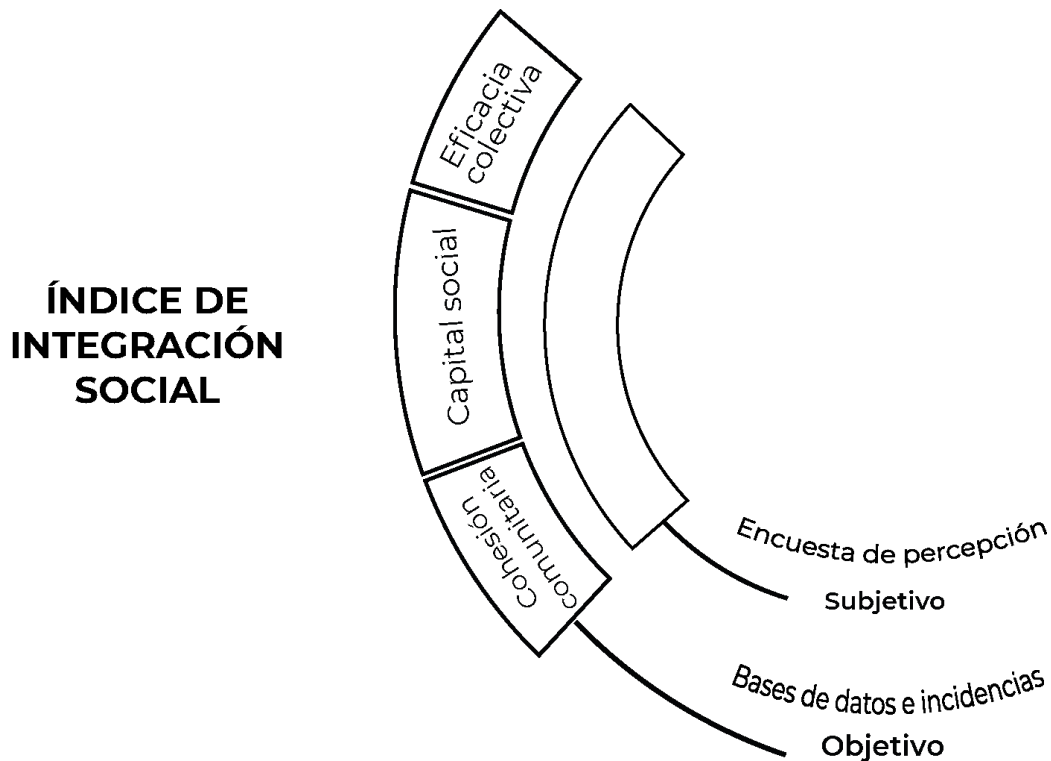 ÍNDICE DE
INTEGRACIÓN
SOCIAL
Eficacia
colectiva
Capital social
Cohesión
comunitaria
Encuesta de percepción
Subjetivo
Bases de datos e incidencias
Objetivo